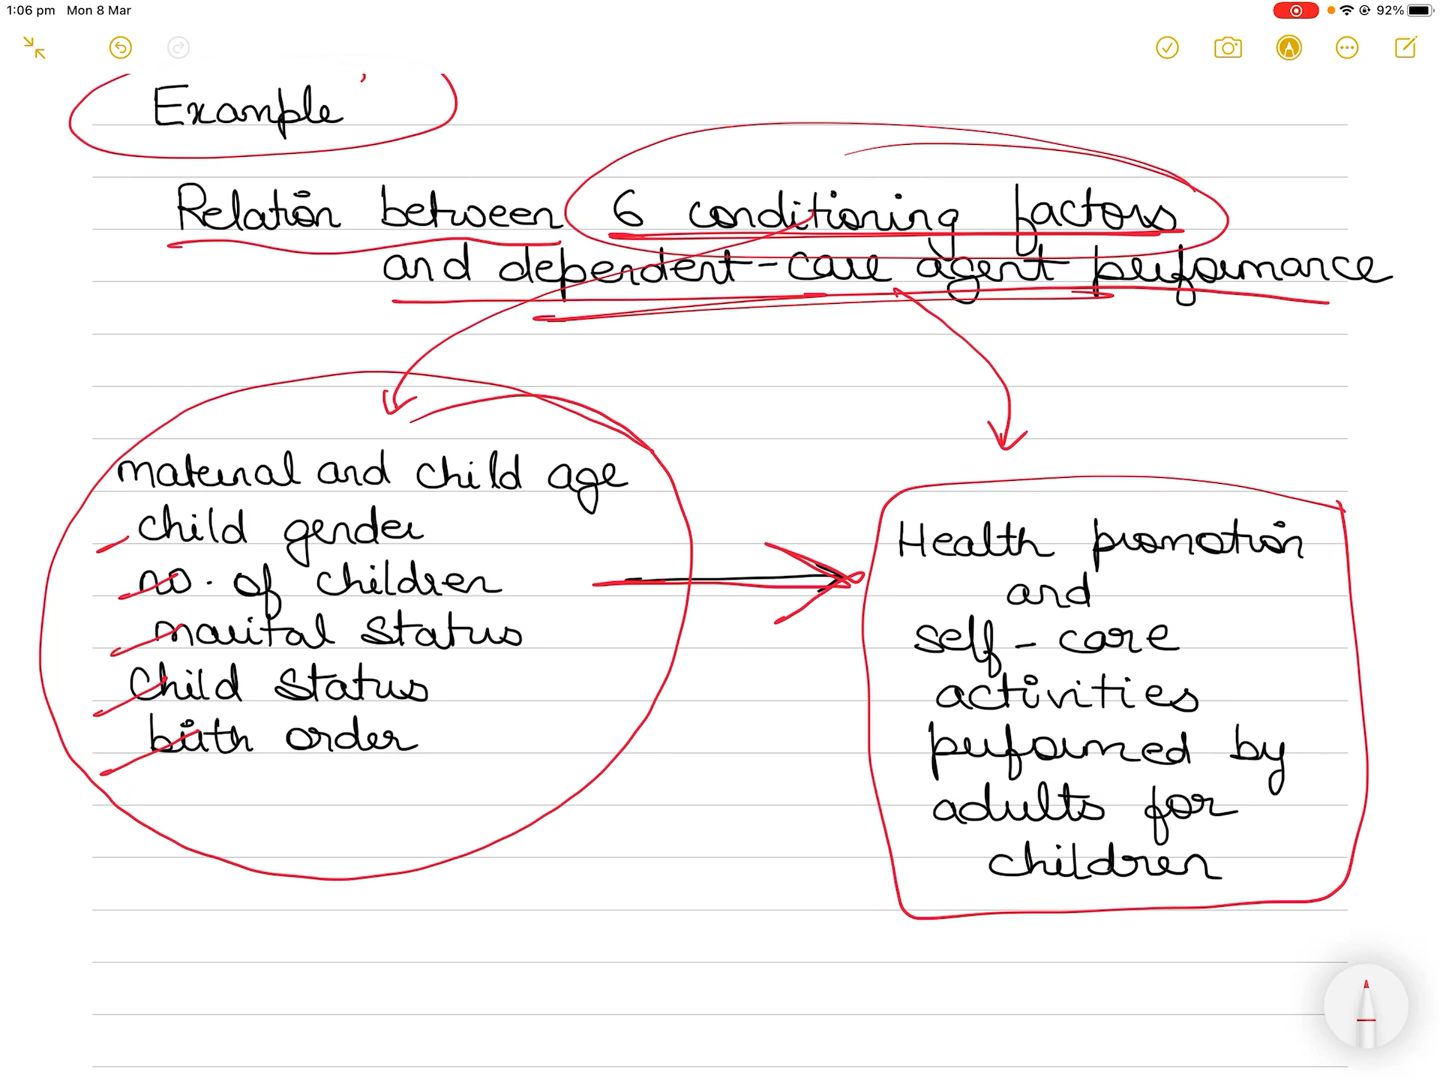 1:06 pm Mon 8 Mar
92%
Example
Relation between 6 conditioning factors
and dependent-care agent performance
maternal and child age
child gender
no. of children
marital status
Child status
birth order
Health promotion
and
self-care
activities
performed by
adults for
children